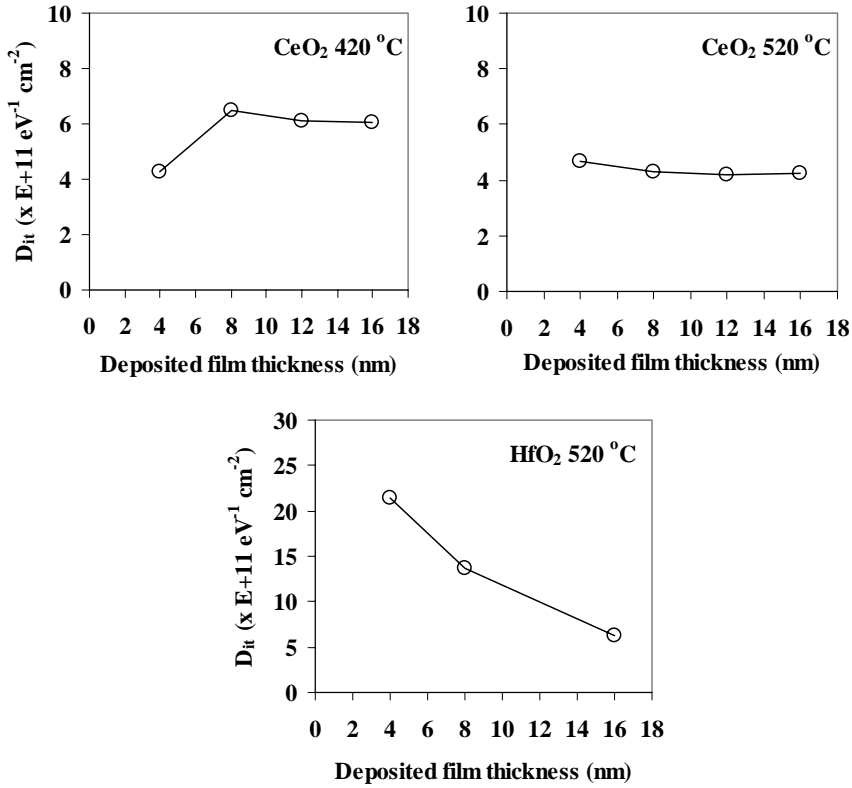 CeO2 420 °C
D_it (x E+11 eV^-1 cm^-2)
10
8
6
4
2
0
0 2 4 6 8 10 12 14 16 18
Deposited film thickness (nm)
CeO2 520 °C
10
8
6
4
2
0
0 2 4 6 8 10 12 14 16 18
Deposited film thickness (nm)
HfO2 520 °C
D_it (x E+11 eV^-1 cm^-2)
30
25
20
15
10
5
0
0 2 4 6 8 10 12 14 16 18
Deposited film thickness (nm)